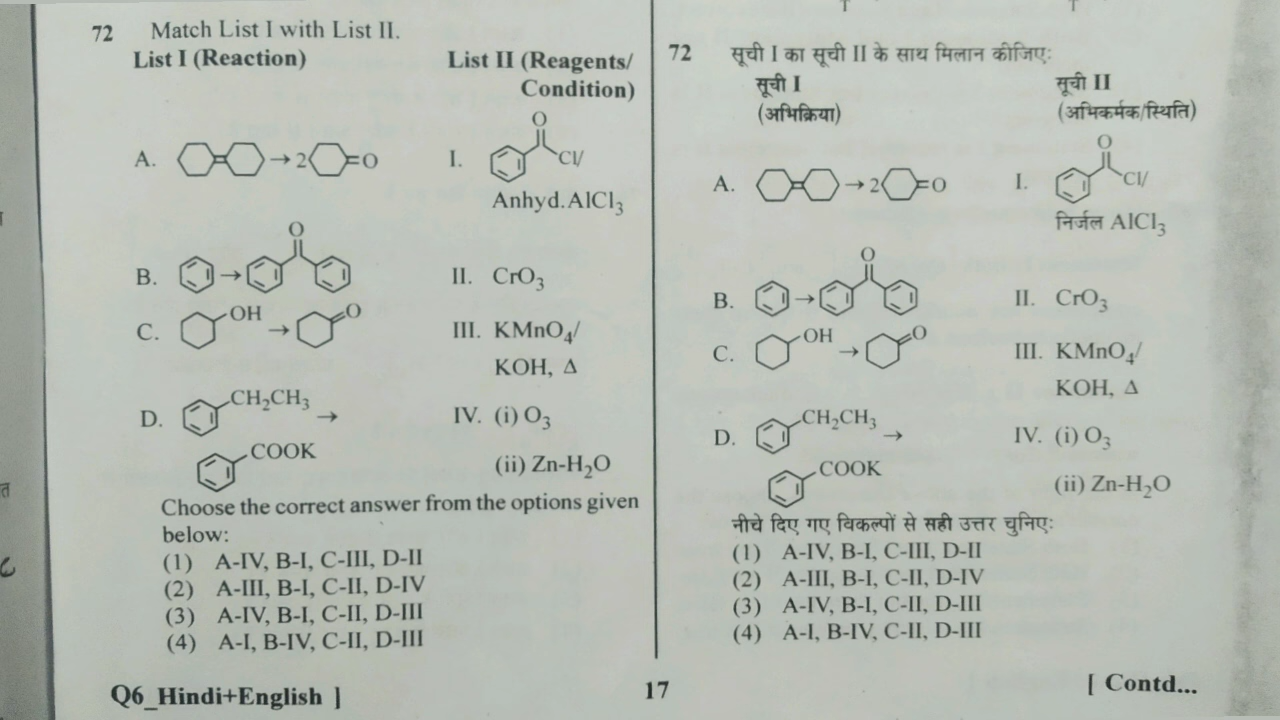 72 Match List I with List II.
List I (Reaction) List II (Reagents/
Condition)
A. → 2 =O I. O Cl/
Anhyd.AlCl₃
B. → O II. CrO₃
C. OH → O III. KMnO₄/
KOH, Δ
D. CH₂CH₃ → IV. (i) O₃
COOK (ii) Zn-H₂O
Choose the correct answer from the options given
below:
(1) A-IV, B-I, C-III, D-II
(2) A-III, B-I, C-II, D-IV
(3) A-IV, B-I, C-II, D-III
(4) A-I, B-IV, C-II, D-III
72 सूची I का सूची II के साथ मिलान कीजिए:
सूची I सूची II
(अभिक्रिया) (अभिकर्मक/स्थिति)
A. → 2 =O I. O Cl/
निर्जल AlCl₃
B. → O II. CrO₃
C. OH → O III. KMnO₄/
KOH, Δ
D. CH₂CH₃ → IV. (i) O₃
COOK (ii) Zn-H₂O
नीचे दिए गए विकल्पों से सही उत्तर चुनिए:
(1) A-IV, B-I, C-III, D-II
(2) A-III, B-I, C-II, D-IV
(3) A-IV, B-I, C-II, D-III
(4) A-I, B-IV, C-II, D-III
Q6_Hindi+English ] 17 [ Contd...